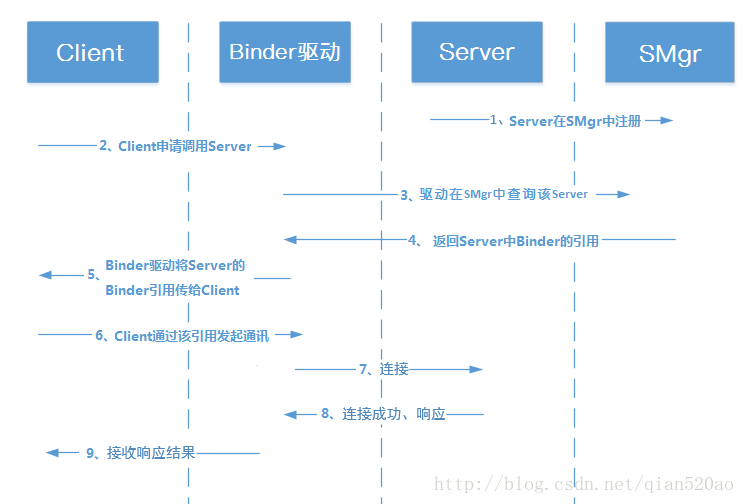 Client
Binder驱动
Server
SMgr
1、Server在SMgr中注册
2、Client申请调用Server
3、驱动在SMgr中查询该Server
4、返回Server中Binder的引用
5、Binder驱动将Server的
Binder引用传给Client
6、Client通过该引用发起通讯
7、连接
8、连接成功、响应
9、接收响应结果
http://blog.csdn.net/qian520ao